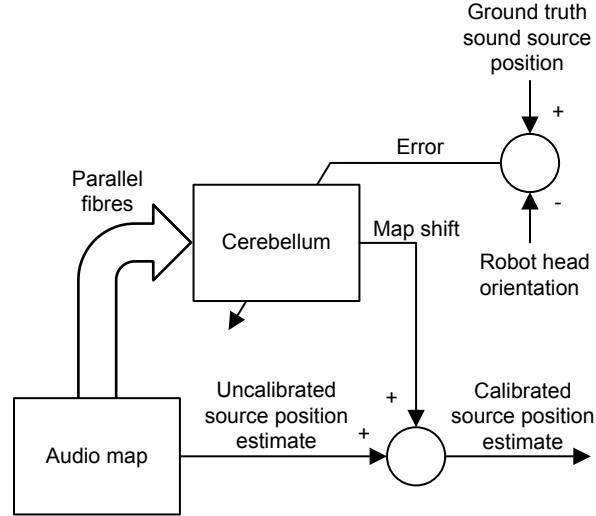 Ground truth
sound source
position
+
Error
-
Parallel
fibres
Cerebellum
Map shift
Robot head
orientation
Uncalibrated
source position
estimate
+
+
Calibrated
source position
estimate
Audio map